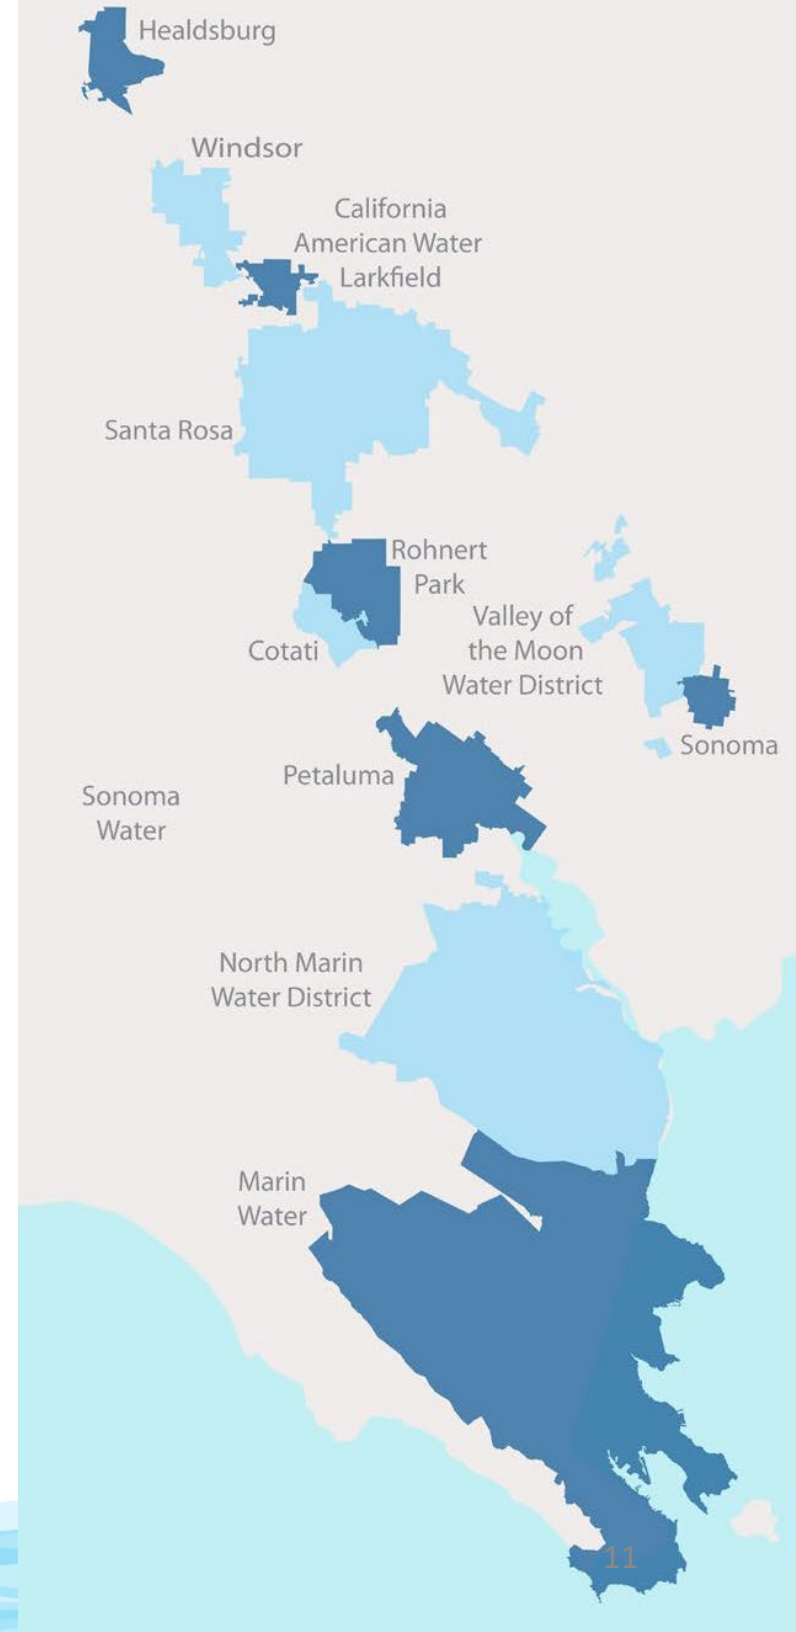 Healdsburg
Windsor
California
American Water
Larkfield
Santa Rosa
Rohnert
Park
Valley of
the Moon
Water District
Cotati
Sonoma
Petaluma
Sonoma
Water
North Marin
Water District
Marin
Water
11